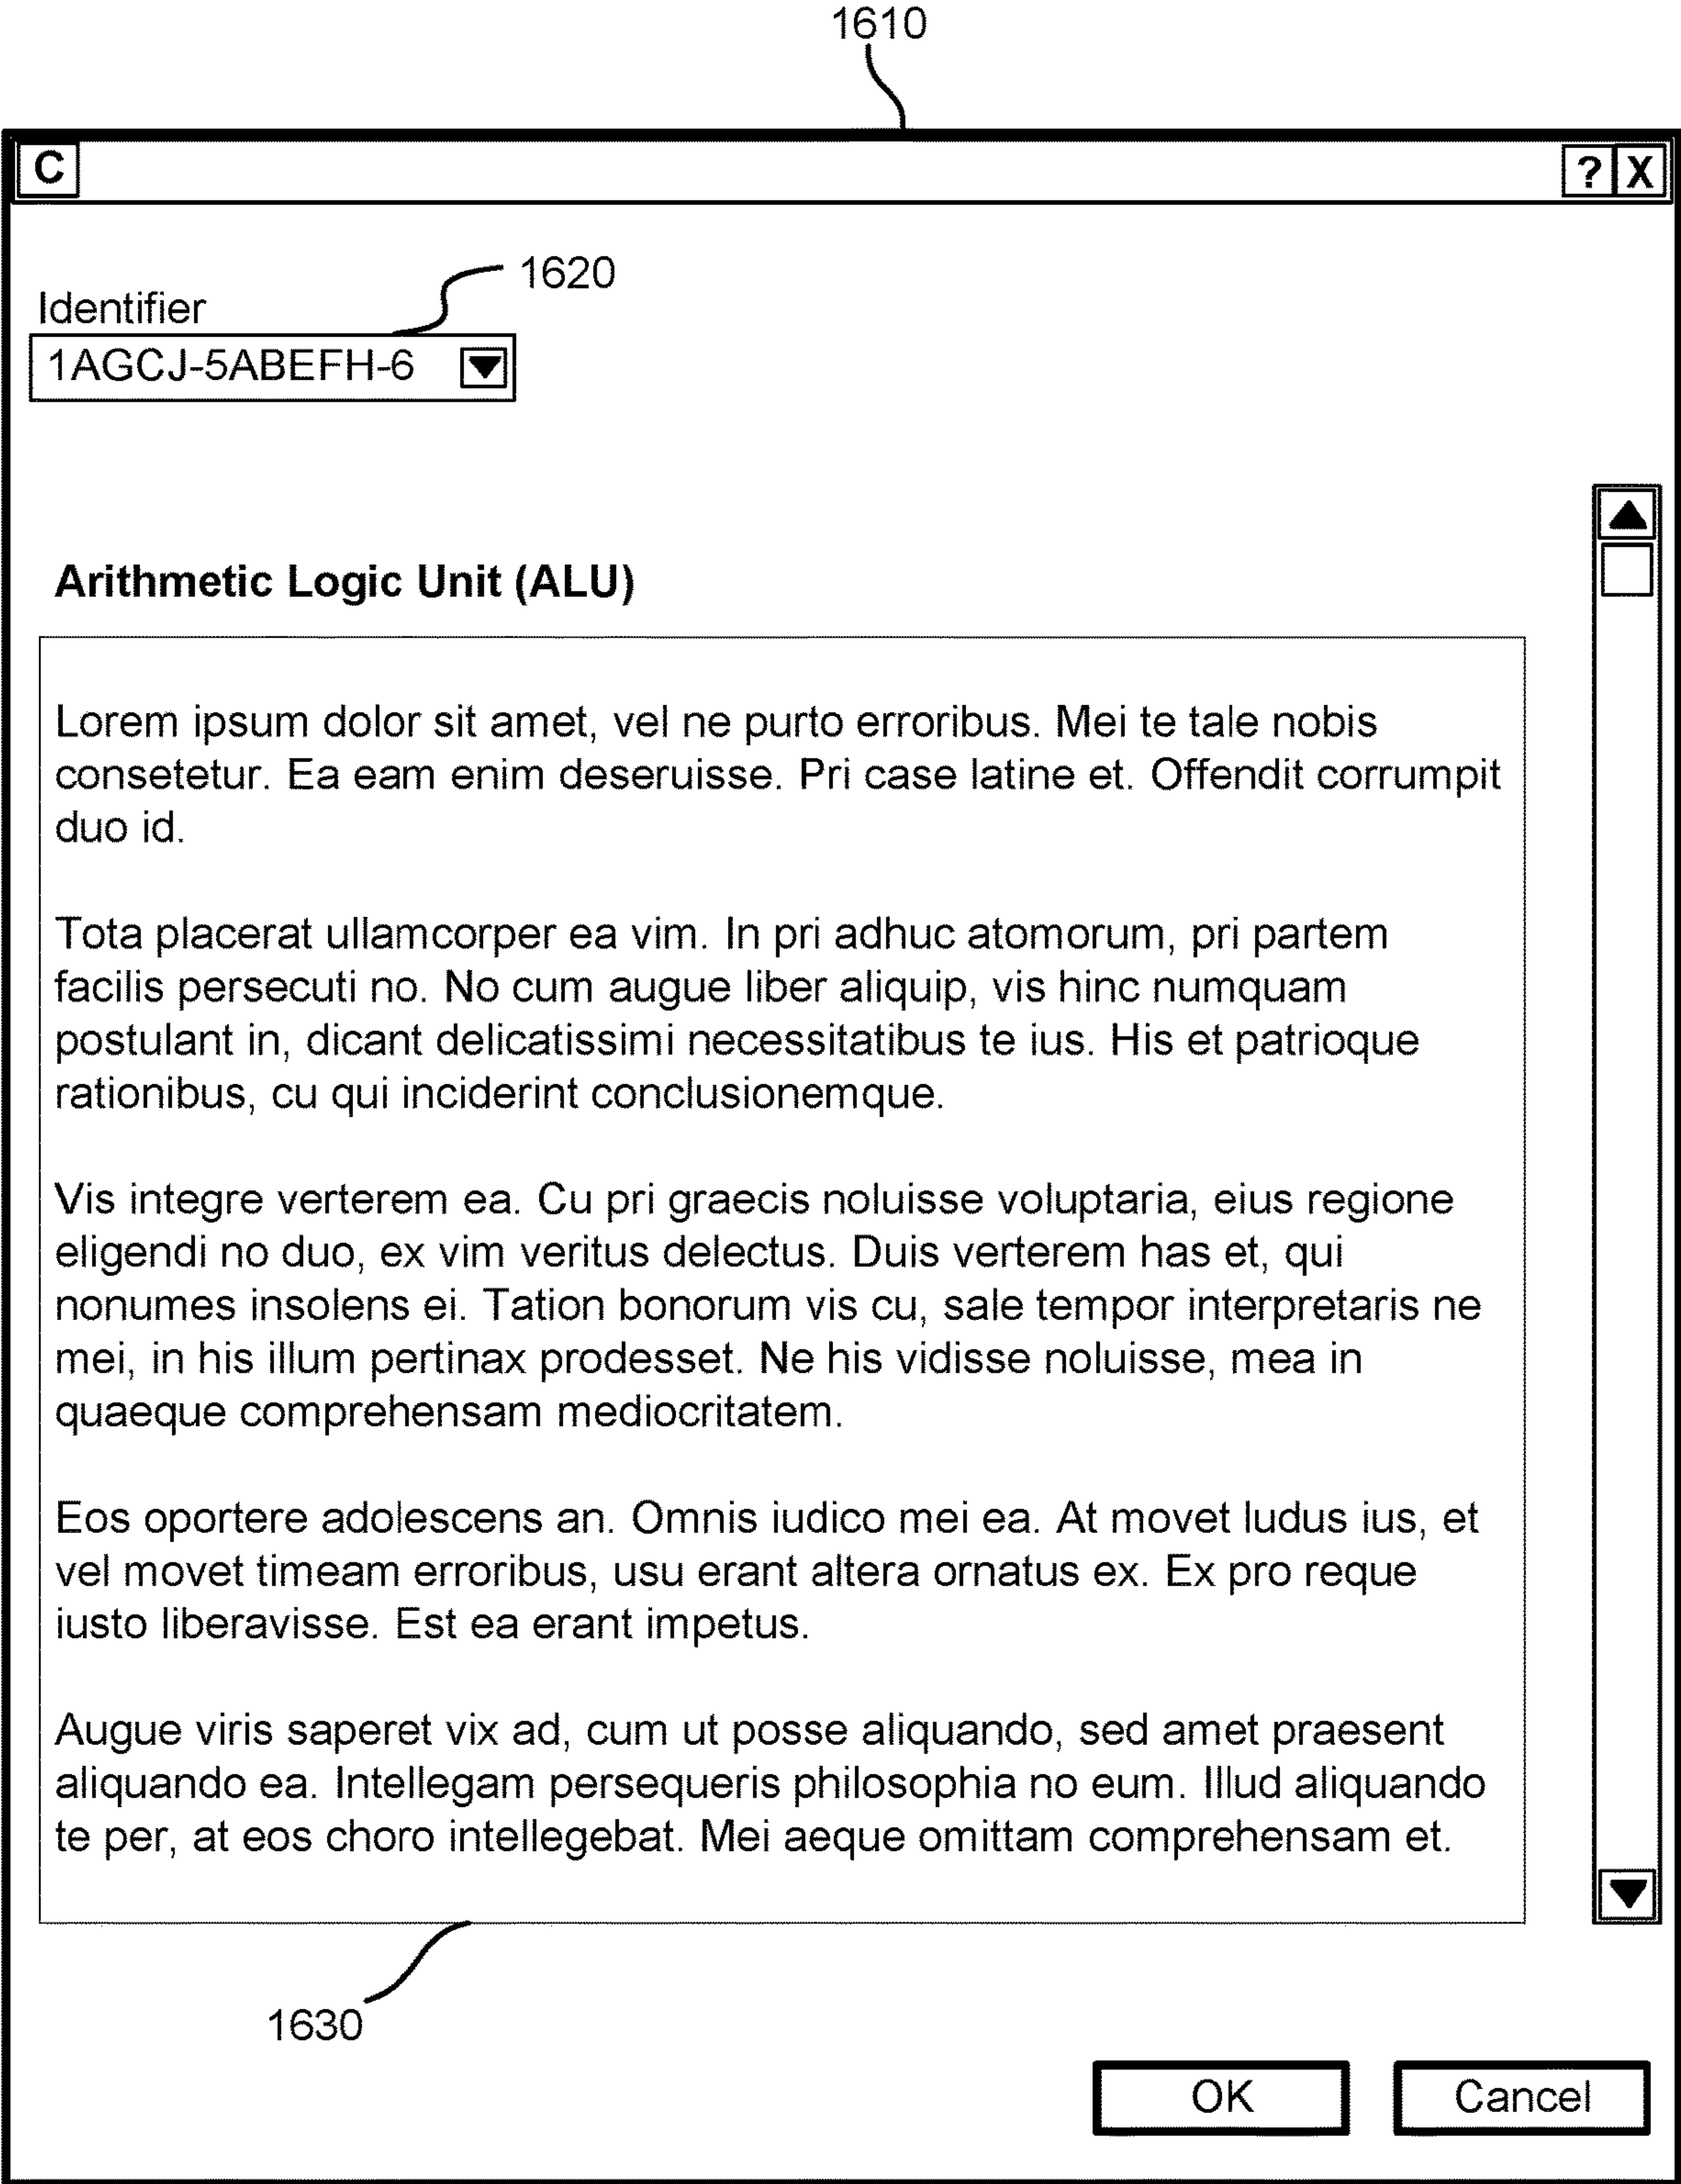 1610
C
? X
1620
Identifier
1AGCJ-5ABEFH-6
Arithmetic Logic Unit (ALU)
Lorem ipsum dolor sit amet, vel ne purto erroribus. Mei te tale nobis
consetetur. Ea eam enim deseruisse. Pri case latine et. Offendit corrumpit
duo id.
Tota placerat ullamcorper ea vim. In pri adhuc atomorum, pri partem
facilis persecuti no. No cum augue liber aliquip, vis hinc numquam
postulant in, dicant delicatissimi necessitatibus te ius. His et patrioque
rationibus, cu qui inciderint conclusionemque.
Vis integre verterem ea. Cu pri graecis noluisse voluptaria, eius regione
eligendi no duo, ex vim veritus delectus. Duis verterem has et, qui
nonumes insolens ei. Tation bonorum vis cu, sale tempor interpretaris ne
mei, in his illum pertinax prodesset. Ne his vidisse noluisse, mea in
quaeque comprehensam mediocritatem.
Eos oportere adolescens an. Omnis iudico mei ea. At movet ludus ius, et
vel movet timeam erroribus, usu erant altera ornatus ex. Ex pro reque
iusto liberavisse. Est ea erant impetus.
Augue viris saperet vix ad, cum ut posse aliquando, sed amet praesent
aliquando ea. Intellegam persequeris philosophia no eum. Illud aliquando
te per, at eos choro intellegebat. Mei aeque omittam comprehensam et.
1630
OK
Cancel